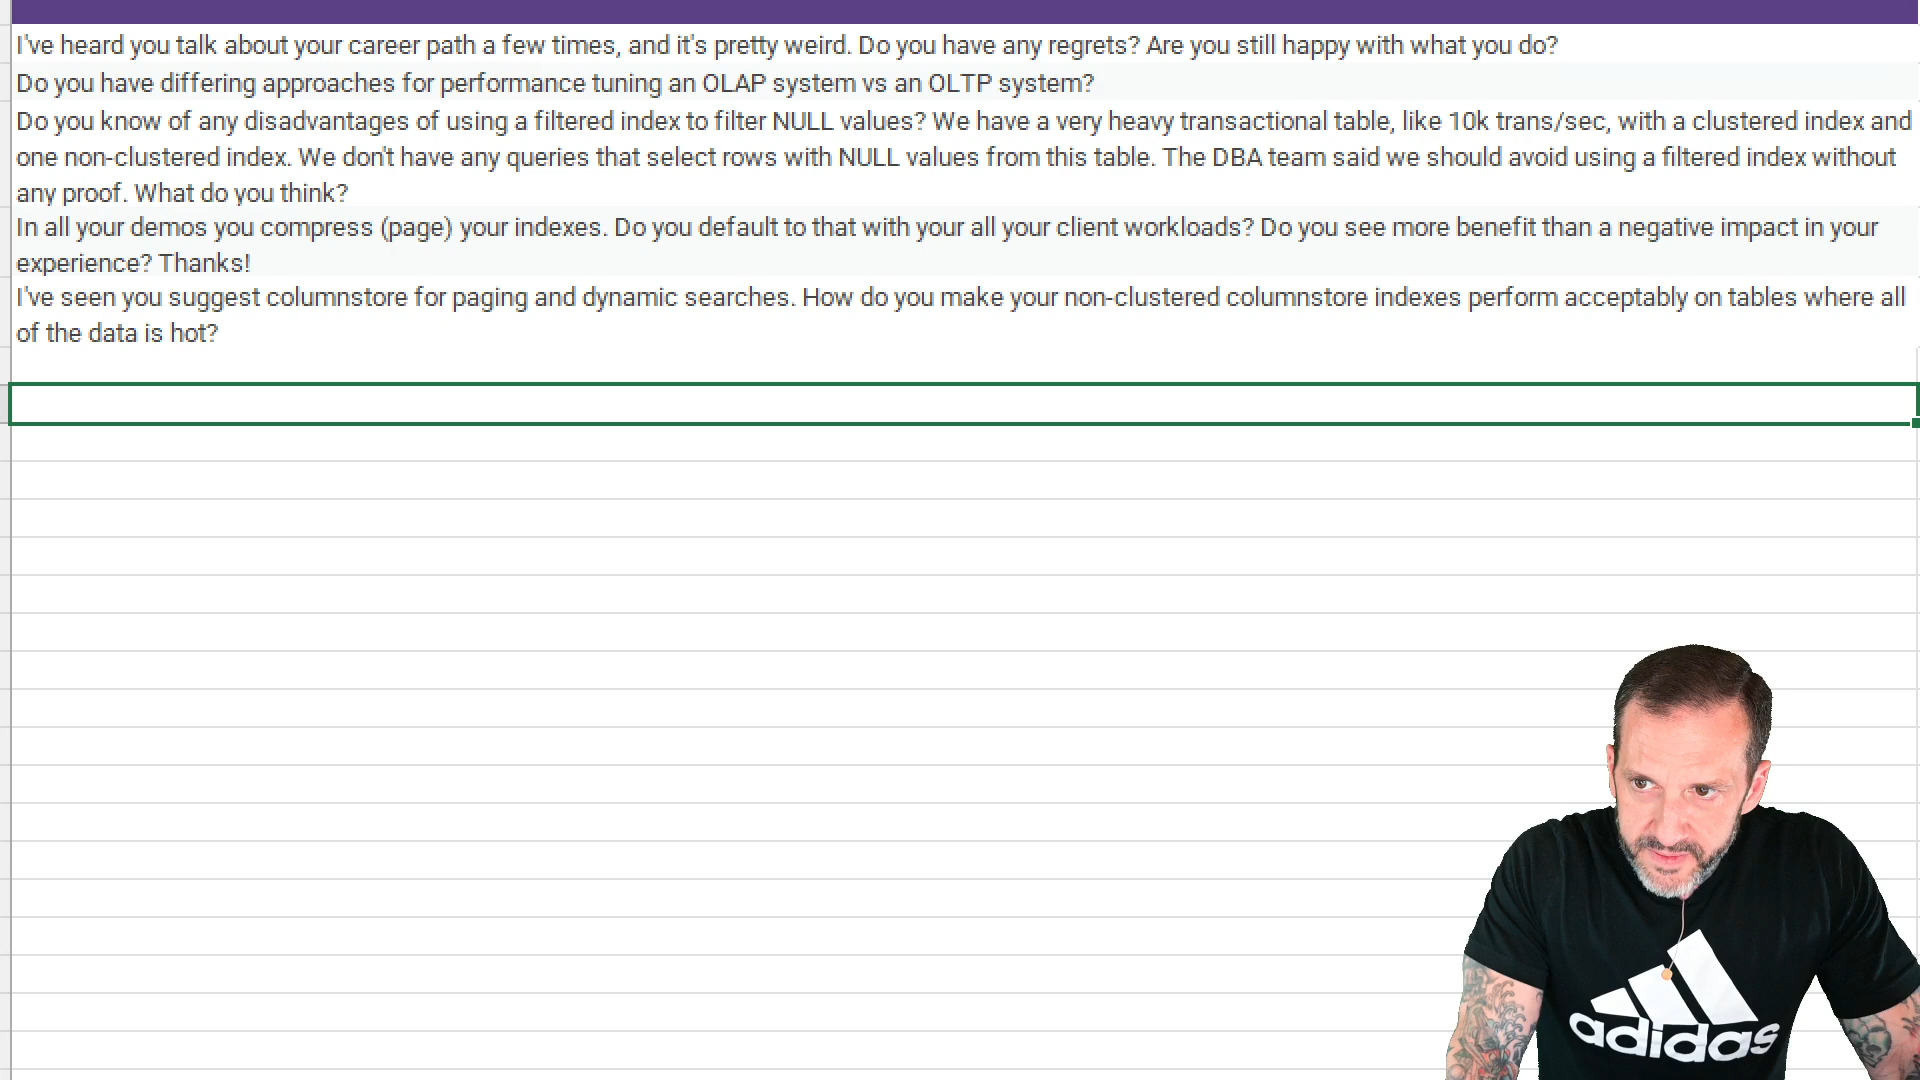 I've heard you talk about your career path a few times, and it's pretty weird. Do you have any regrets? Are you still happy with what you do?
Do you have differing approaches for performance tuning an OLAP system vs an OLTP system?
Do you know of any disadvantages of using a filtered index to filter NULL values? We have a very heavy transactional table, like 10k trans/sec, with a clustered index and
one non-clustered index. We don't have any queries that select rows with NULL values from this table. The DBA team said we should avoid using a filtered index without
any proof. What do you think?
In all your demos you compress (page) your indexes. Do you default to that with your all your client workloads? Do you see more benefit than a negative impact in your
experience? Thanks!
I've seen you suggest columnstore for paging and dynamic searches. How do you make your non-clustered columnstore indexes perform acceptably on tables where all
of the data is hot?
adidas